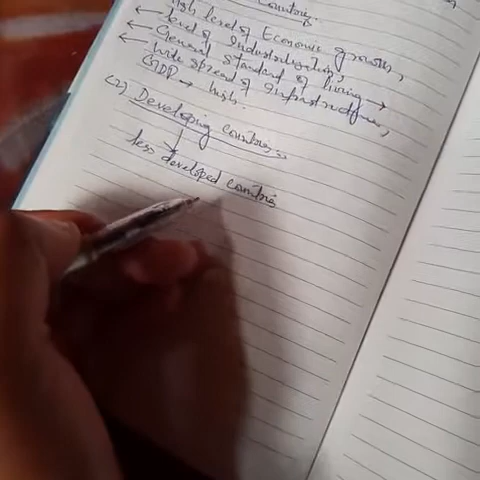 Countries.
← High level of Economic growth,
← level of Industrialization,
← General Standard of living →
wide spread of Infrastructure,
GDP → high.
(2) Developing countries :-
less developed countries